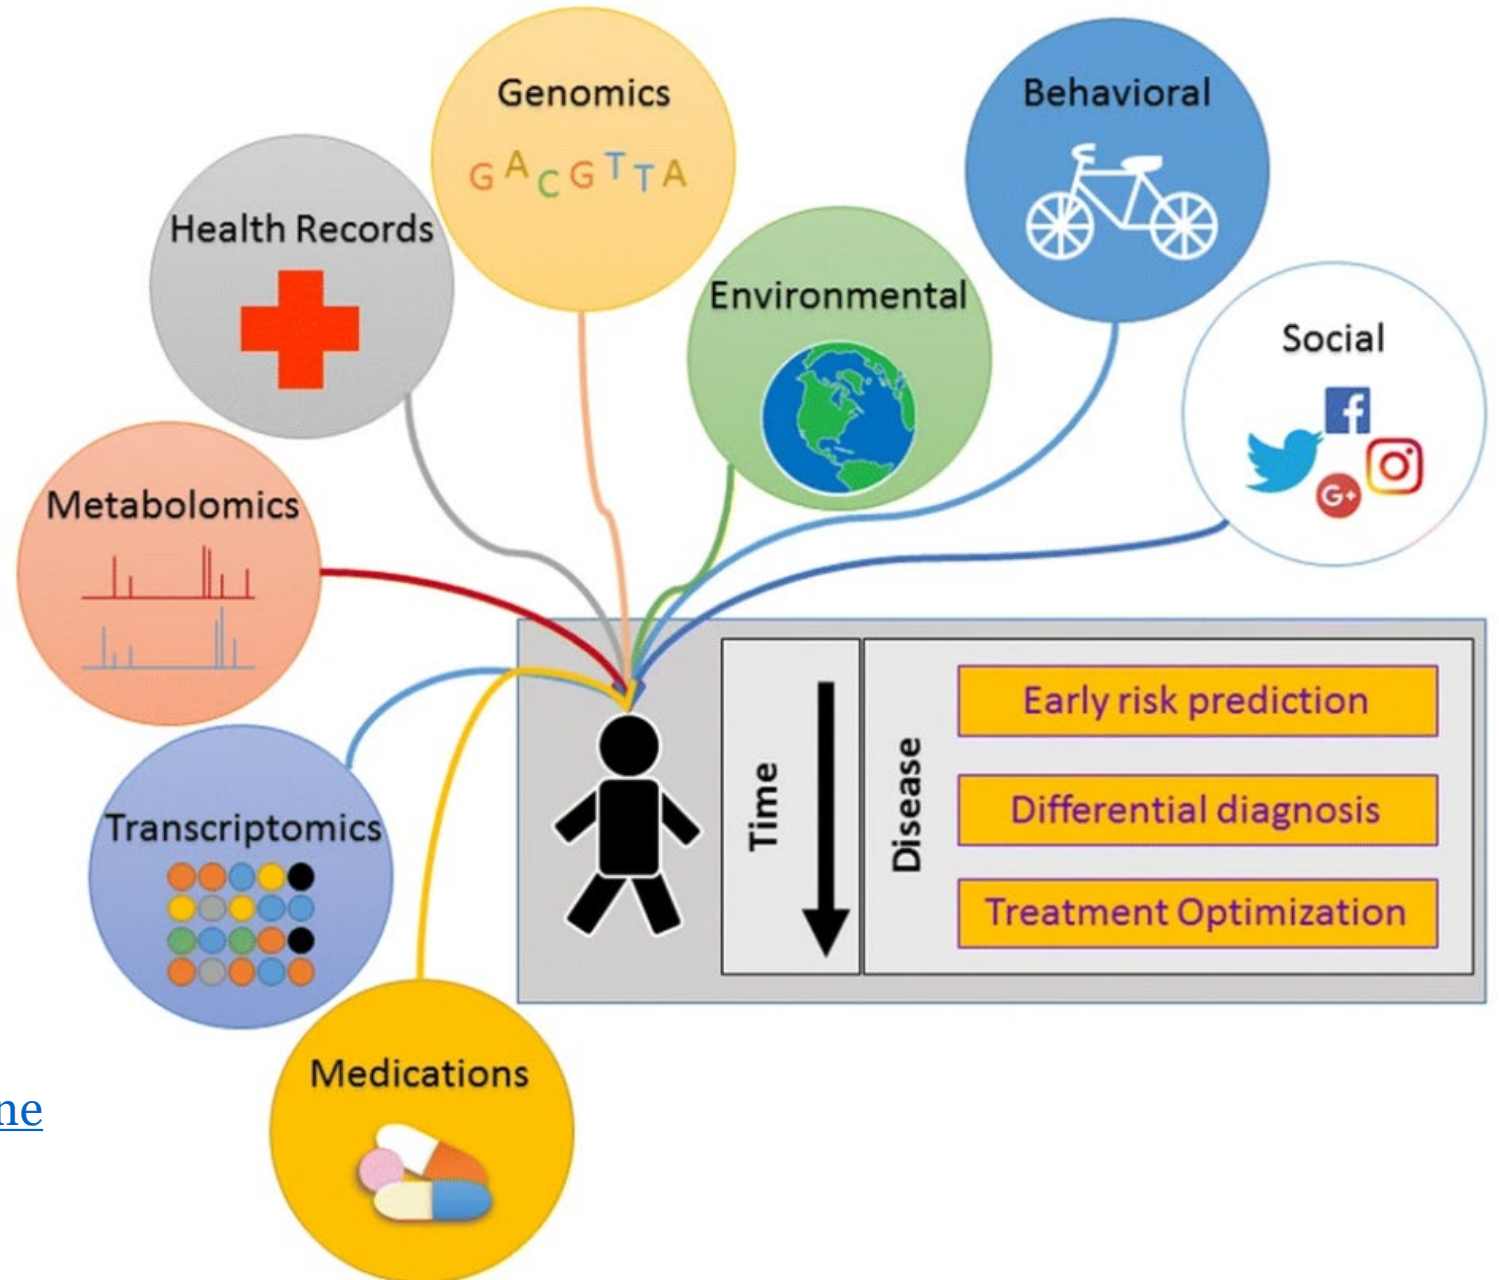 Genomics
G A C G T T A
Behavioral
Health Records
Environmental
Social
f
G+
Metabolomics
Transcriptomics
Medications
Time
Disease
Early risk prediction
Differential diagnosis
Treatment Optimization
ne